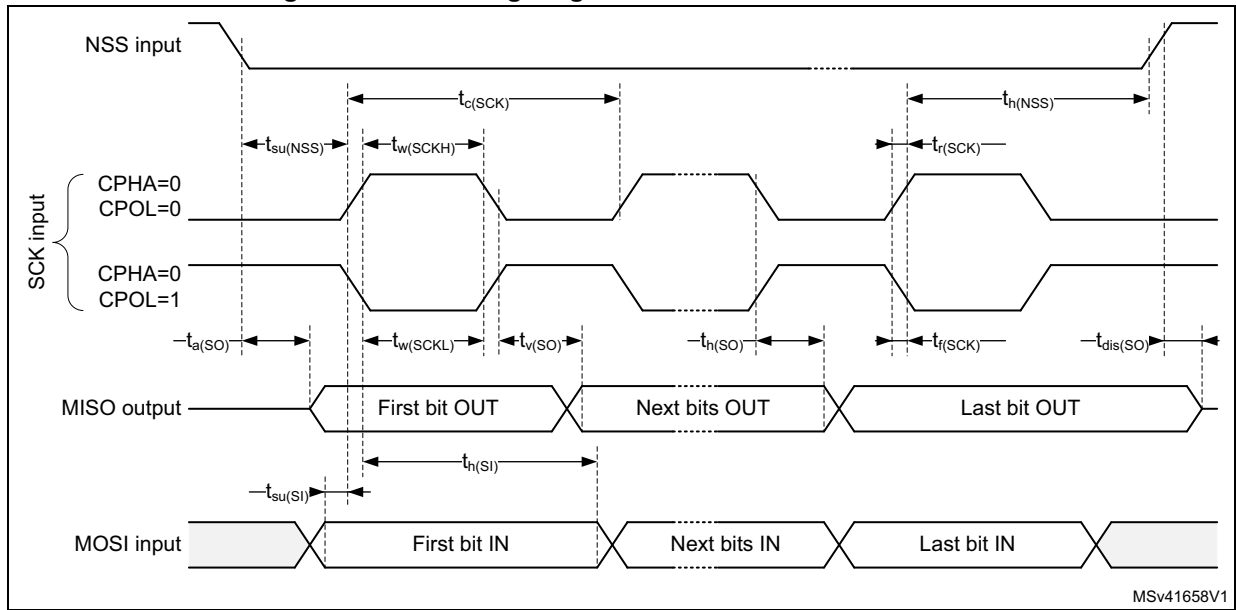 NSS input
tc(SCK)
th(NSS)
tsu(NSS)
tw(SCKH)
tr(SCK)
SCK input
CPHA=0
CPOL=0
CPHA=0
CPOL=1
ta(SO)
tw(SCKL)
tv(SO)
th(SO)
tf(SCK)
tdis(SO)
MISO output
First bit OUT
Next bits OUT
Last bit OUT
th(SI)
tsu(SI)
MOSI input
First bit IN
Next bits IN
Last bit IN
MSv41658V1